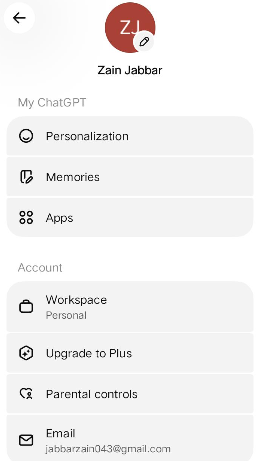 ZJ
Zain Jabbar
My ChatGPT
Personalization
Memories
Apps
Account
Workspace
Personal
Upgrade to Plus
Parental controls
Email
jabbarzain043@gmail.com